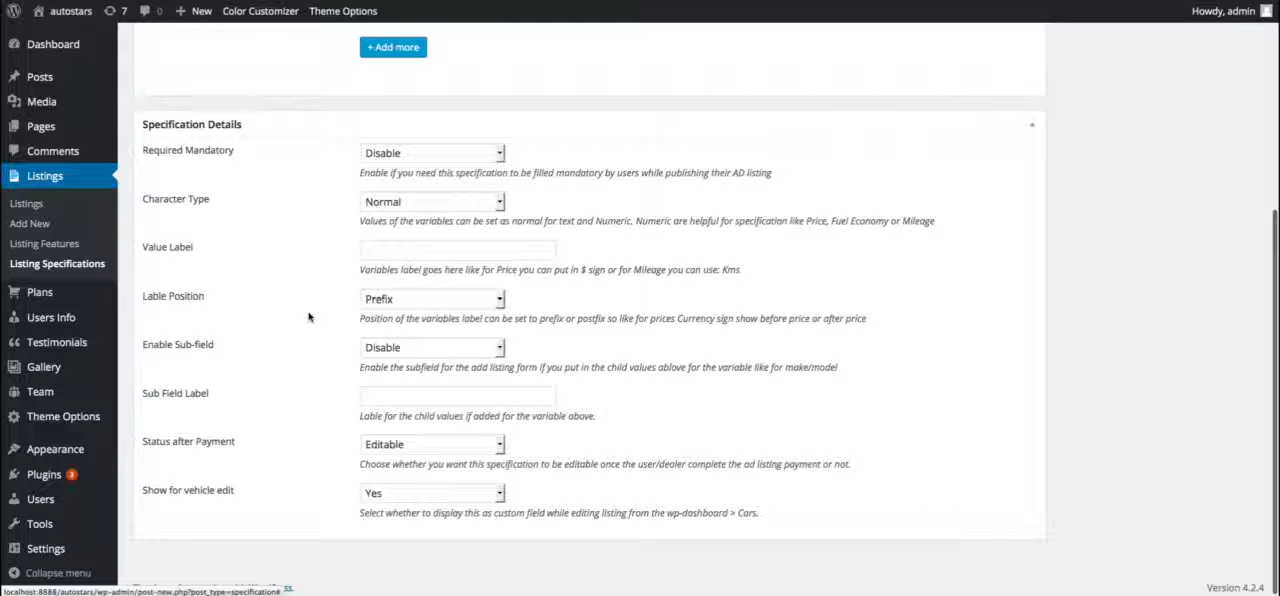 autostars 7 0 + New Color Customizer Theme Options Howdy, admin
Dashboard
Posts
Media
Pages
Comments
Listings
Listings
Add New
Listing Features
Listing Specifications
Plans
Users Info
Testimonials
Gallery
Team
Theme Options
Appearance
Plugins 3
Users
Tools
Settings
Collapse menu
+ Add more
Specification Details
Required Mandatory
Disable
Enable if you need this specification to be filled mandatory by users while publishing their AD listing
Character Type
Normal
Values of the variables can be set as normal for text and Numeric. Numeric are helpful for specification like Price, Fuel Economy or Mileage
Value Label
Variables label goes here like for Price you can put in $ sign or for Mileage you can use: Kms
Lable Position
Prefix
Position of the variables label can be set to prefix or postfix so like for prices Currency sign show before price or after price
Enable Sub-field
Disable
Enable the subfield for the add listing form if you put in the child values ablove for the variable like for make/model
Sub Field Label
Lable for the child values if added for the variable above.
Status after Payment
Editable
Choose whether you want this specification to be editable once the user/dealer complete the ad listing payment or not.
Show for vehicle edit
Yes
Select whether to display this as custom field while editing listing from the wp-dashboard > Cars.
localhost:8888/autostars/wp-admin/post-new.php?post_type=specification#
Version 4.2.4